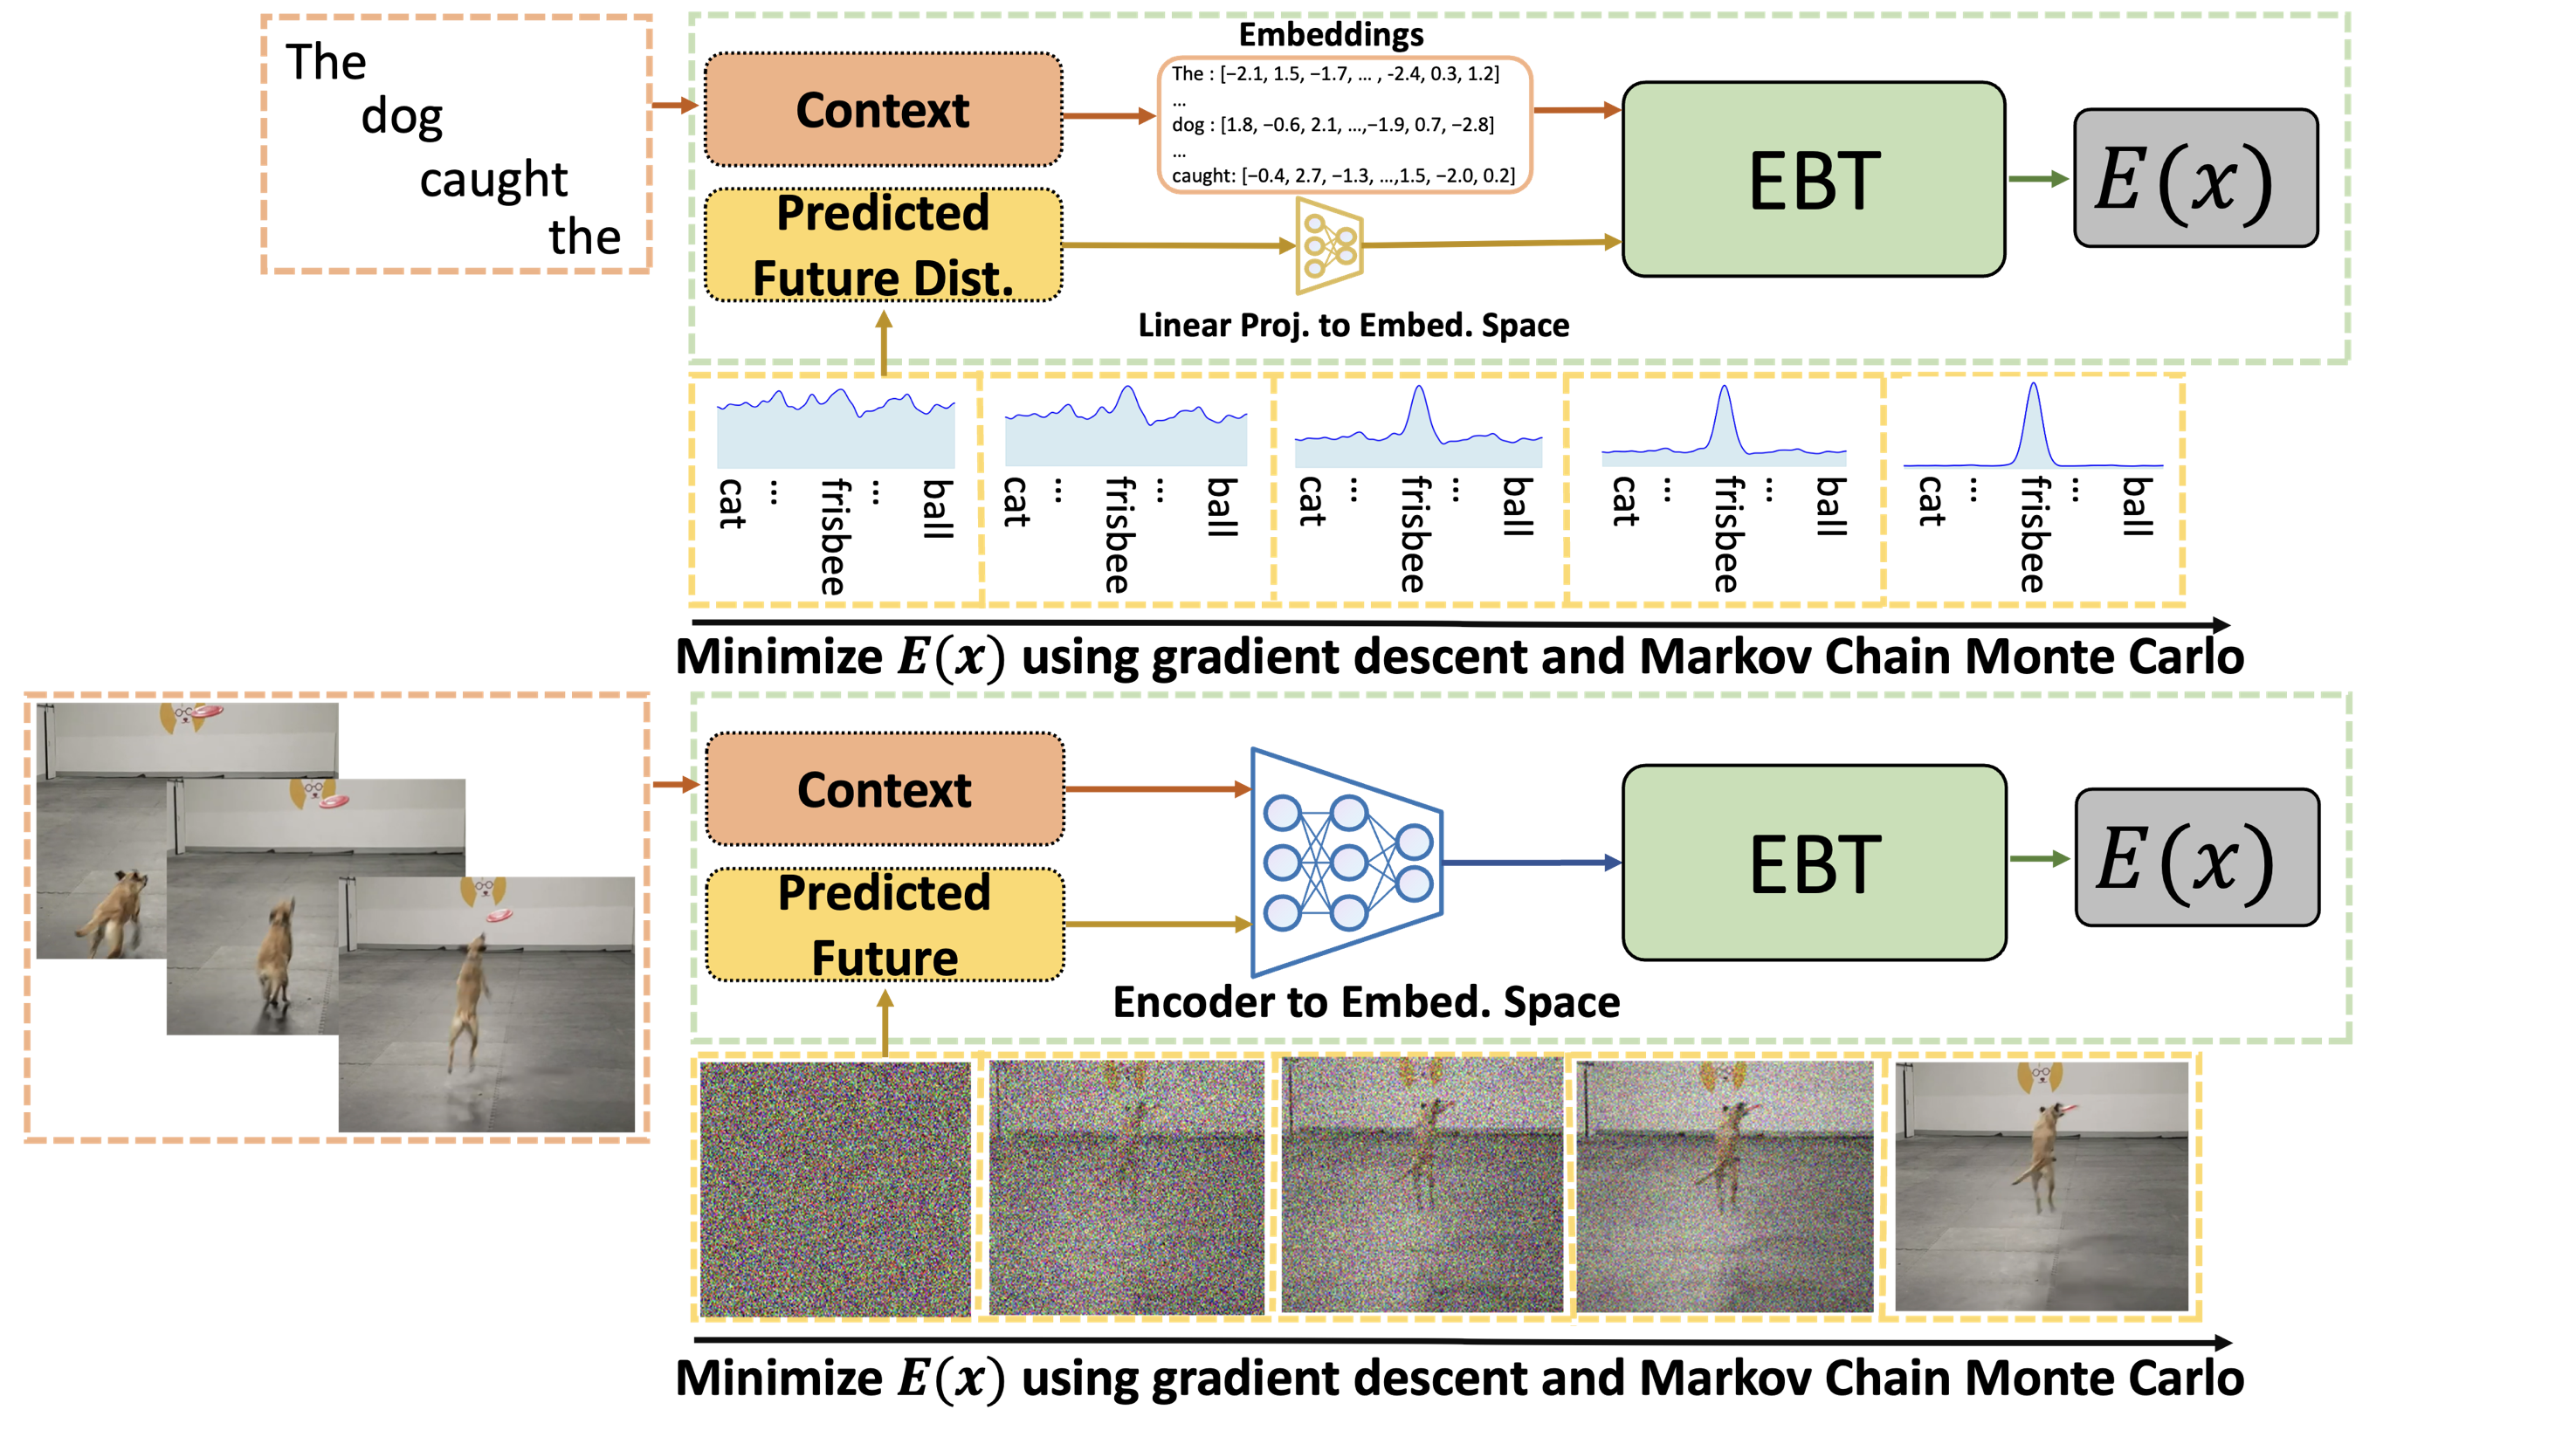 The
dog
caught
the
Context
Predicted
Future Dist.
Embeddings
The : [−2.1, 1.5, −1.7, ... , -2.4, 0.3, 1.2]
...
dog : [1.8, −0.6, 2.1, ...,−1.9, 0.7, −2.8]
...
caught: [−0.4, 2.7, −1.3, ...,1.5, −2.0, 0.2]
Linear Proj. to Embed. Space
EBT
E(x)
cat ... frisbee ... ball
cat ... frisbee ... ball
cat ... frisbee ... ball
cat ... frisbee ... ball
cat ... frisbee ... ball
Minimize E(x) using gradient descent and Markov Chain Monte Carlo
Context
Predicted
Future
Encoder to Embed. Space
EBT
E(x)
Minimize E(x) using gradient descent and Markov Chain Monte Carlo